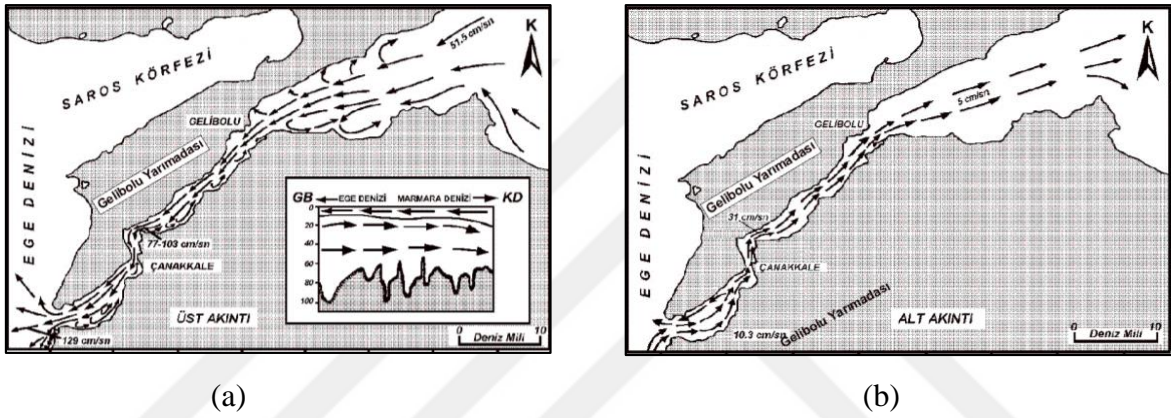 SAROS KÖRFEZİ
EGE DENİZİ
GELİBOLU
Gelibolu Yarımadası
51.5 cm/sn
K
77-103 cm/sn
ÇANAKKALE
129 cm/sn
ÜST AKINTI
GB EGE DENİZİ MARMARA DENİZİ KD
0
20
40
60
80
100
0 10
Deniz Mili
(a)
SAROS KÖRFEZİ
EGE DENİZİ
GELİBOLU
Gelibolu Yarımadası
5 cm/sn
K
31 cm/sn
ÇANAKKALE
10.3 cm/sn
Gelibolu Yarımadası
ALT AKINTI
0 10
Deniz Mili
(b)